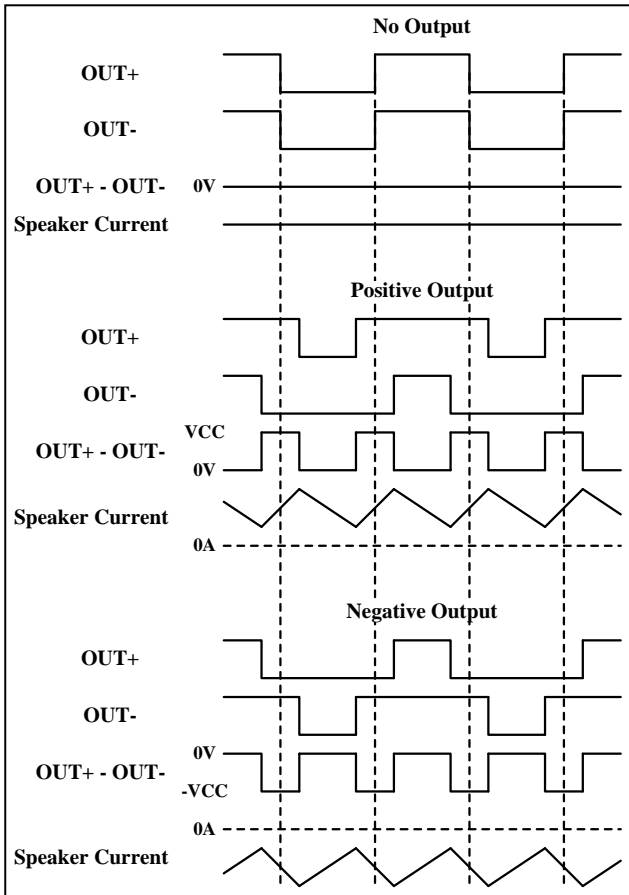 No Output
OUT+
OUT-
OUT+ - OUT- 0V
Speaker Current
Positive Output
OUT+
OUT-
VCC
OUT+ - OUT-
0V
Speaker Current
0A
Negative Output
OUT+
OUT-
0V
OUT+ - OUT-
-VCC
0A
Speaker Current